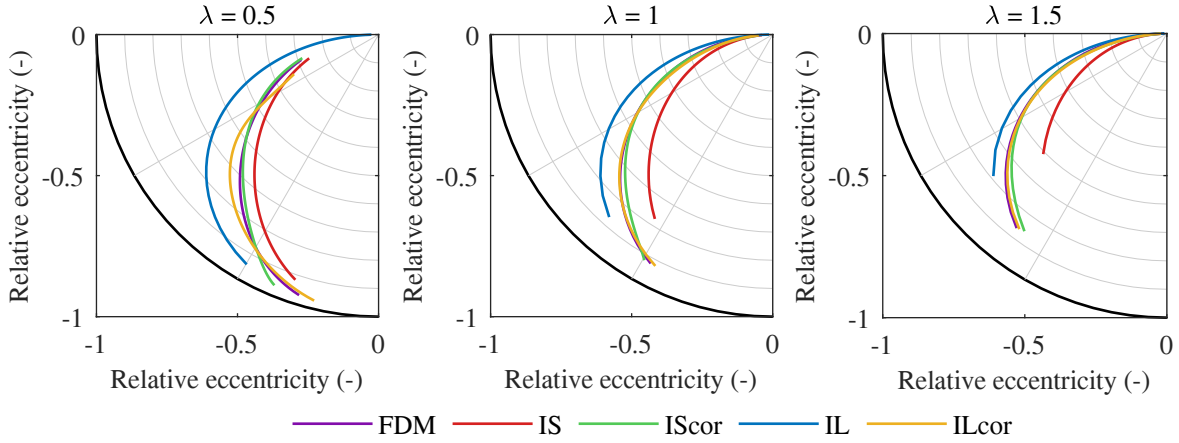 λ = 0.5
Relative eccentricity (-)
0
-0.5
-1
-1
-0.5
0
Relative eccentricity (-)
λ = 1
Relative eccentricity (-)
0
-0.5
-1
-1
-0.5
0
Relative eccentricity (-)
λ = 1.5
Relative eccentricity (-)
0
-0.5
-1
-1
-0.5
0
Relative eccentricity (-)
FDM IS IScor IL ILcor